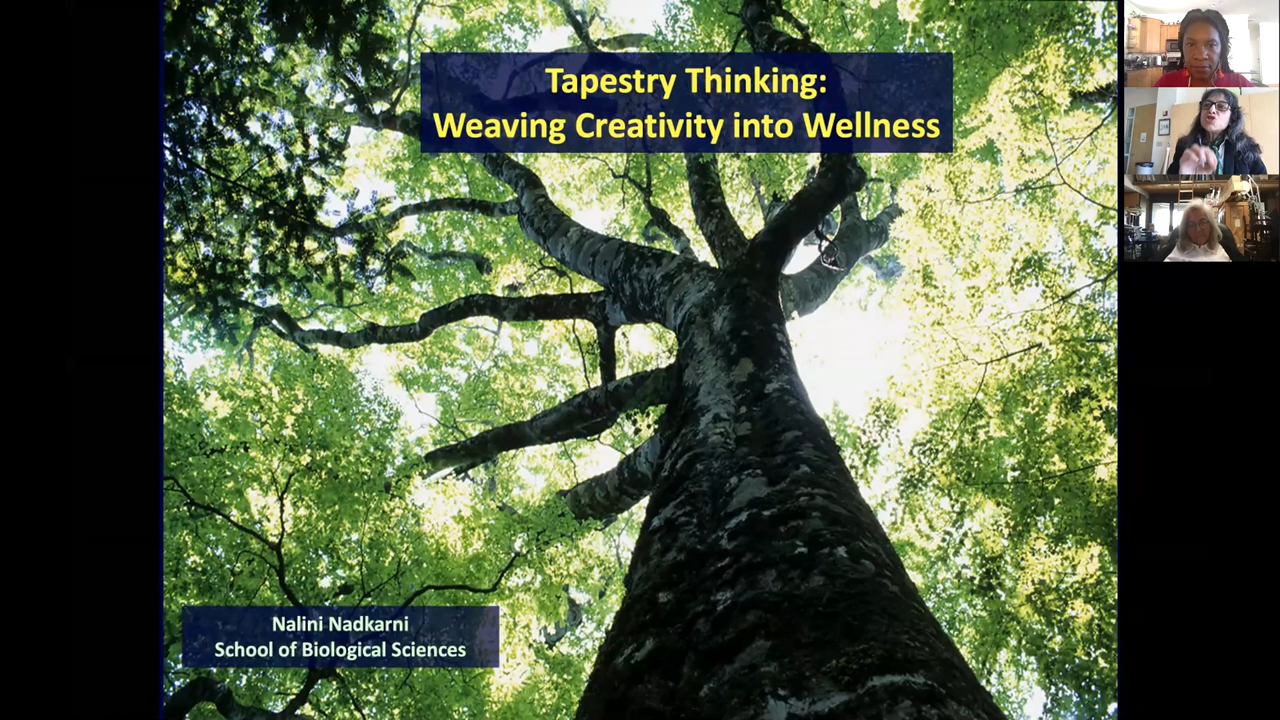 Tapestry Thinking:
Weaving Creativity into Wellness
Nalini Nadkarni
School of Biological Sciences